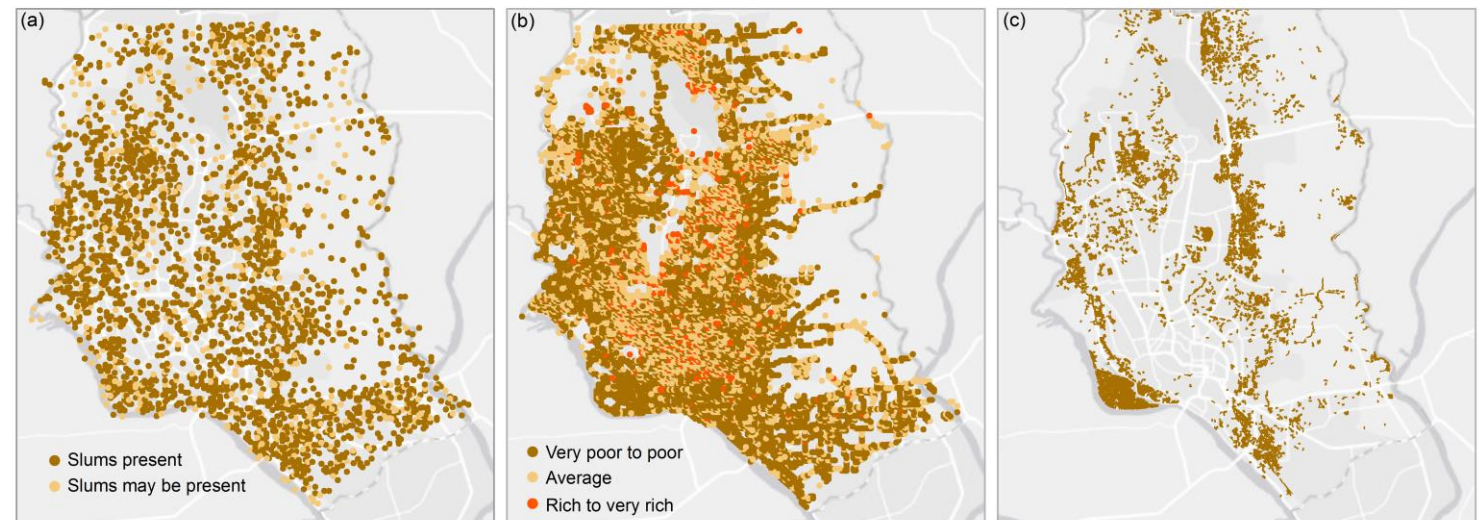 (a)
Slums present
Slums may be present
(b)
Very poor to poor
Average
Rich to very rich
(c)